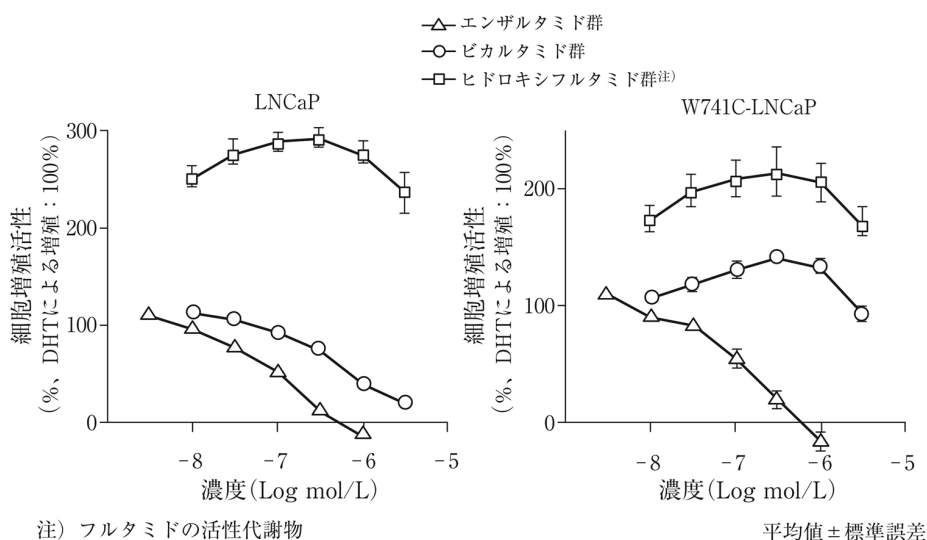 エンザルタミド群
ビカルタミド群
ヒドロキシフルタミド群注）
LNCaP
300
200
100
0
細胞増殖活性
（%、DHTによる増殖：100%）
-8
-7
-6
-5
濃度（Log mol/L）
W741C-LNCaP
200
100
0
細胞増殖活性
（%、DHTによる増殖：100%）
-8
-7
-6
-5
濃度（Log mol/L）
注）フルタミドの活性代謝物
平均値±標準誤差